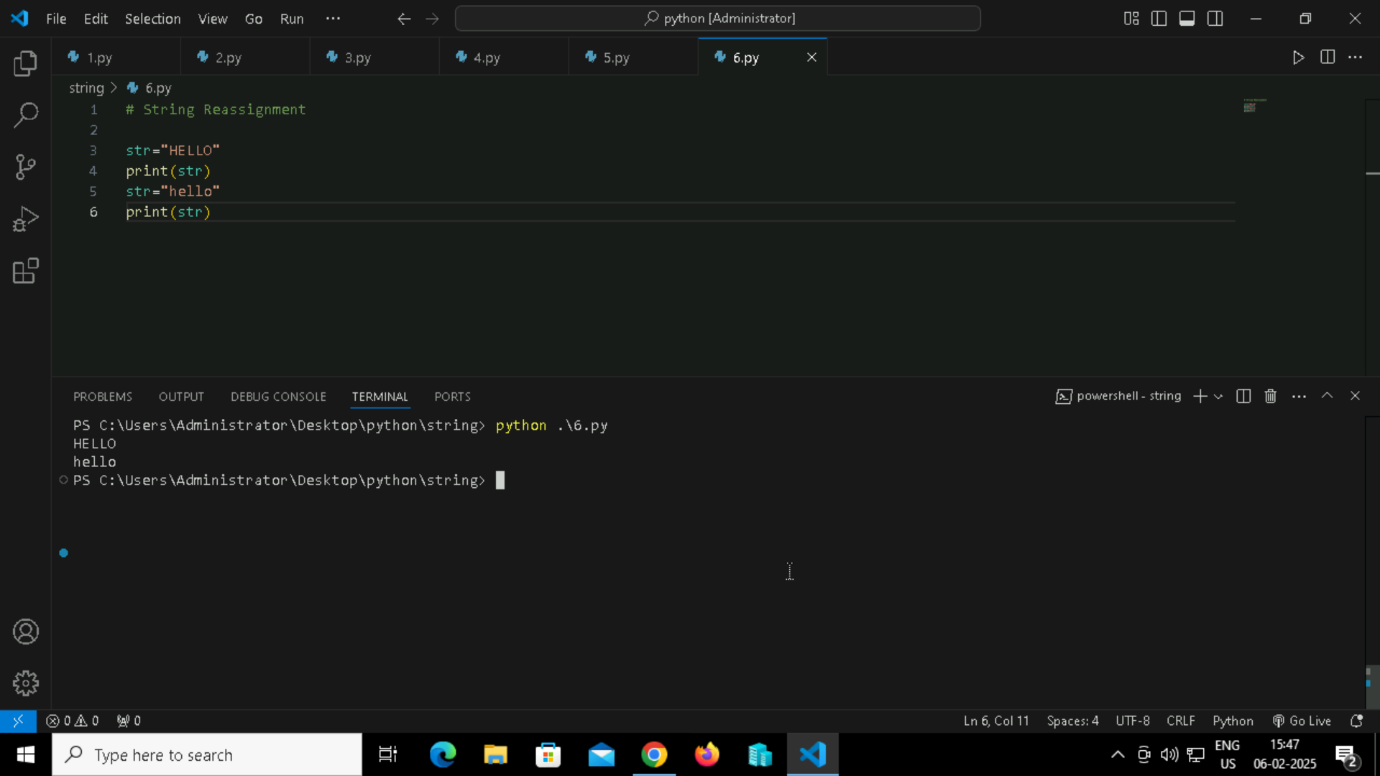 File Edit Selection View Go Run ··· python [Administrator]
1.py 2.py 3.py 4.py 5.py 6.py
string > 6.py
1 # String Reassignment
2
3 str="HELLO"
4 print(str)
5 str="hello"
6 print(str)
PROBLEMS OUTPUT DEBUG CONSOLE TERMINAL PORTS powershell - string
PS C:\Users\Administrator\Desktop\python\string> python .\6.py
HELLO
hello
PS C:\Users\Administrator\Desktop\python\string>
0 0 0 Ln 6, Col 11 Spaces: 4 UTF-8 CRLF Python Go Live
Type here to search ENG 15:47
US 06-02-2025 2